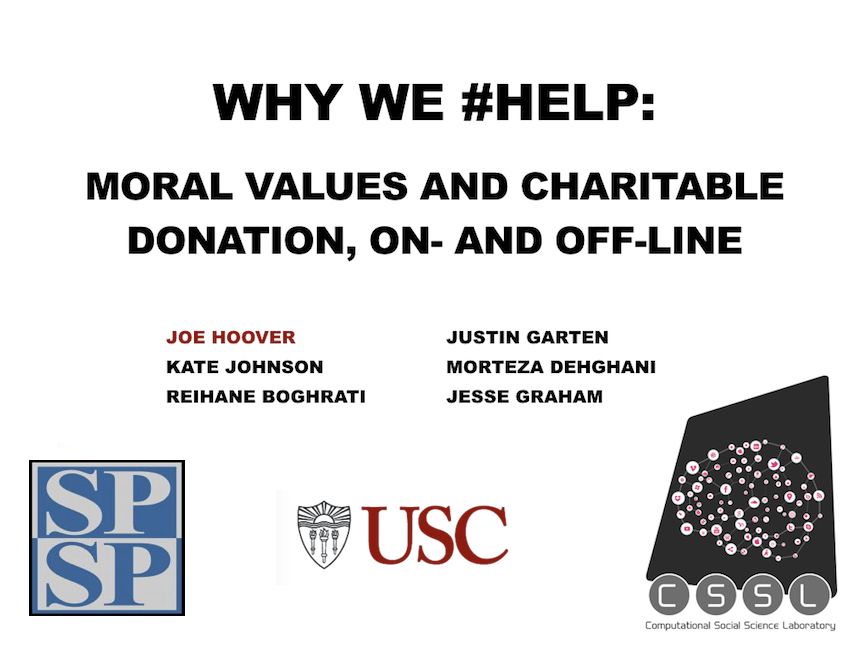 WHY WE #HELP:
MORAL VALUES AND CHARITABLE
DONATION, ON- AND OFF-LINE
JOE HOOVER
KATE JOHNSON
REIHANE BOGHRATI
JUSTIN GARTEN
MORTEZA DEHGHANI
JESSE GRAHAM
SP
SP
USC
CSSL
Computational Social Science Laboratory